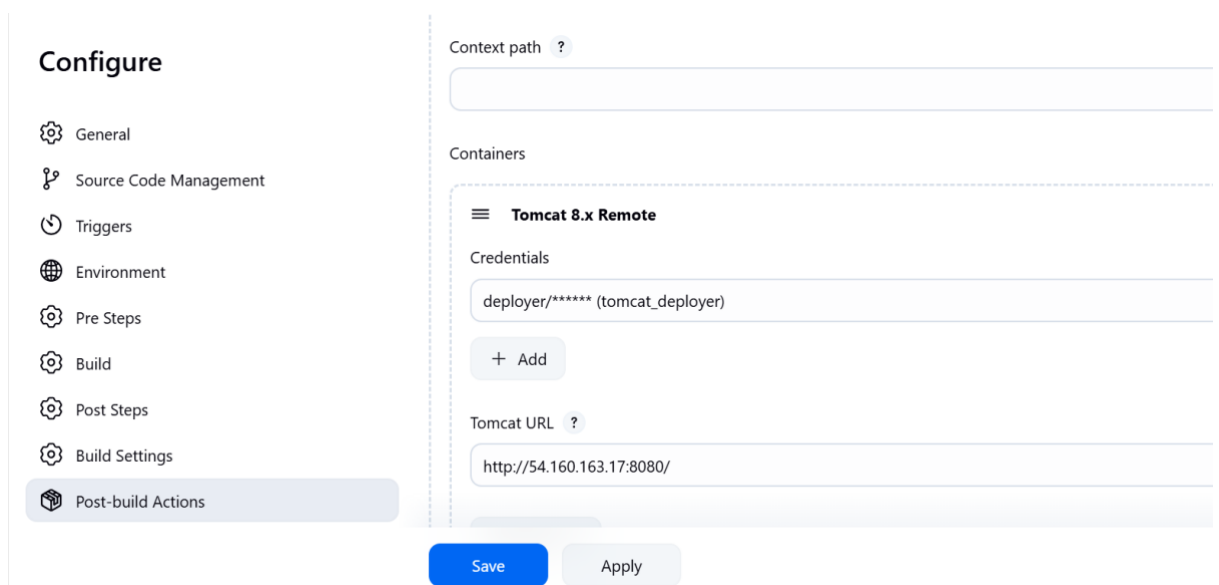 Configure
General
Source Code Management
Triggers
Environment
Pre Steps
Build
Post Steps
Build Settings
Post-build Actions
Context path ?
Containers
Tomcat 8.x Remote
Credentials
deployer/****** (tomcat_deployer)
+ Add
Tomcat URL ?
http://54.160.163.17:8080/
Save
Apply